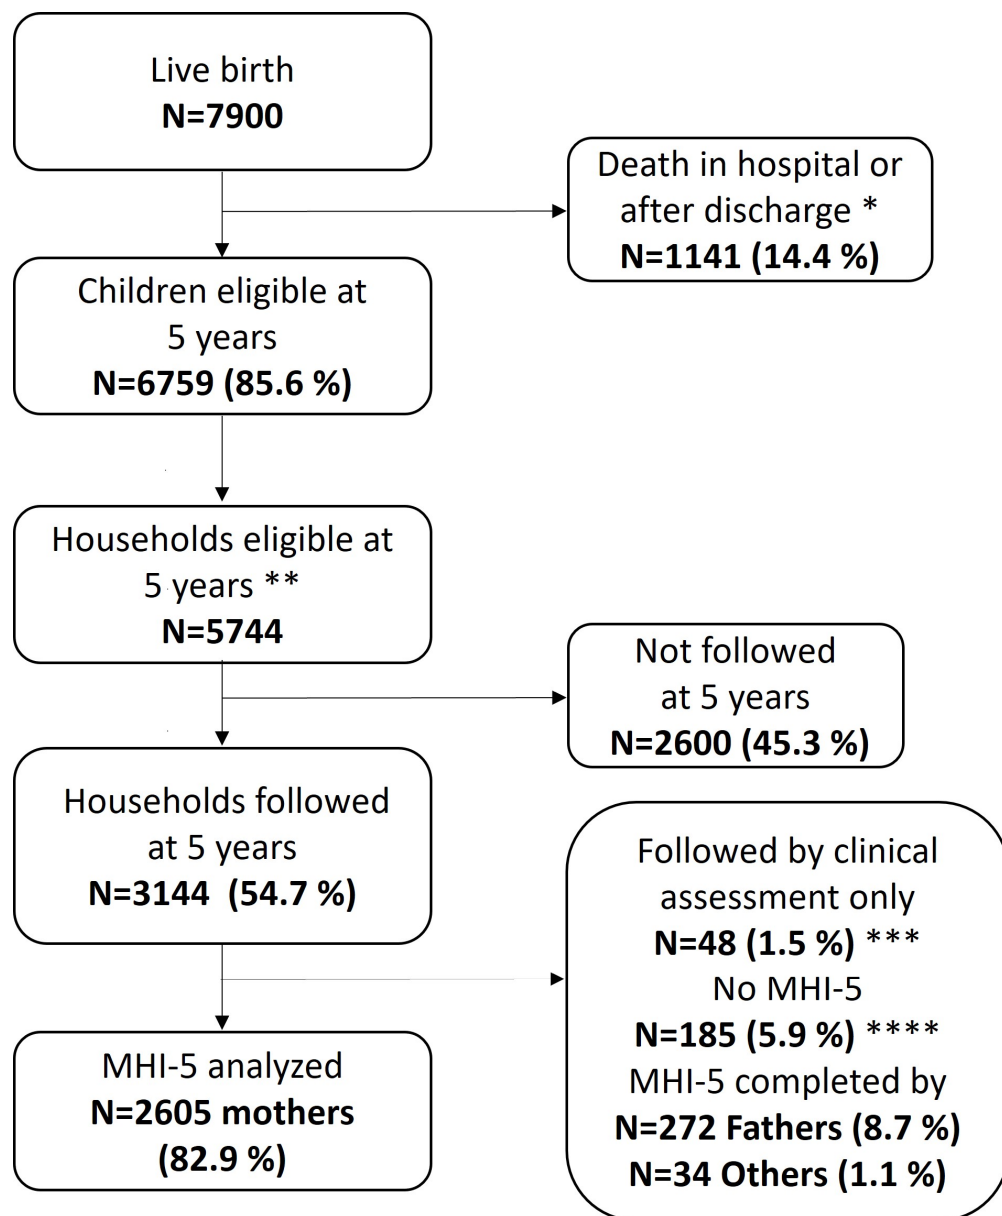 Live birth
N=7900
Death in hospital or
after discharge *
N=1141 (14.4 %)
Children eligible at
5 years
N=6759 (85.6 %)
Households eligible at
5 years **
N=5744
Not followed
at 5 years
N=2600 (45.3 %)
Households followed
at 5 years
N=3144 (54.7 %)
Followed by clinical
assessment only
N=48 (1.5 %) ***
No MHI-5
N=185 (5.9 %) ****
MHI-5 completed by
N=272 Fathers (8.7 %)
N=34 Others (1.1 %)
MHI-5 analyzed
N=2605 mothers
(82.9 %)